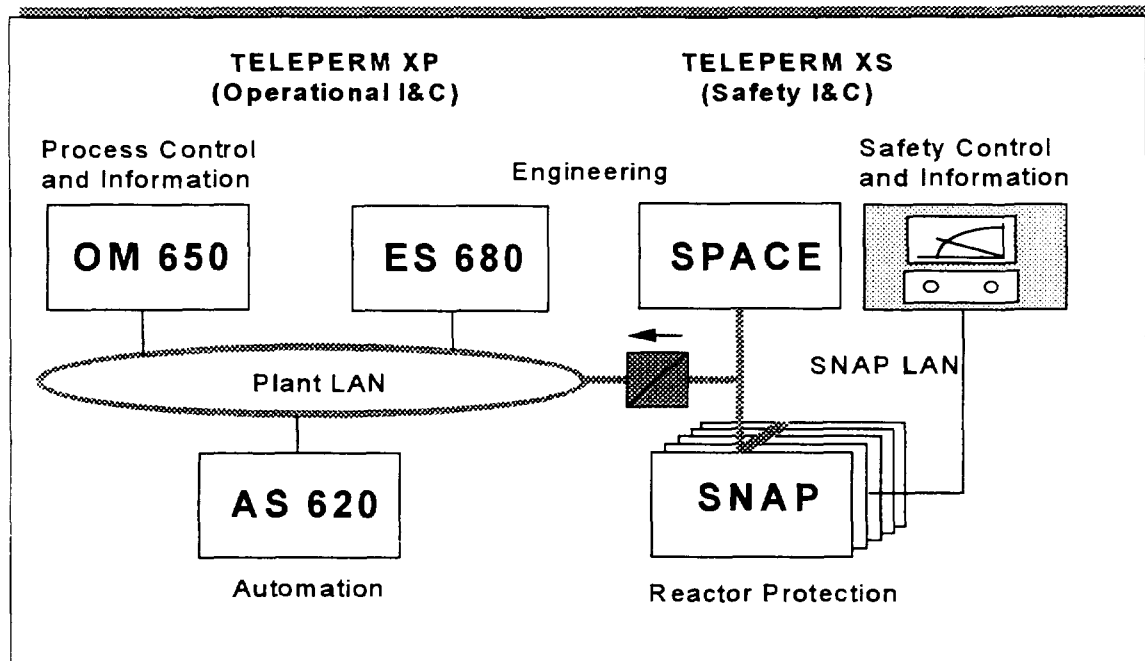 TELEPERM XP
(Operational I&C)
TELEPERM XS
(Safety I&C)
Process Control
and Information
Engineering
Safety Control
and Information
OM 650
ES 680
SPACE
Plant LAN
SNAP LAN
AS 620
SNAP
Automation
Reactor Protection